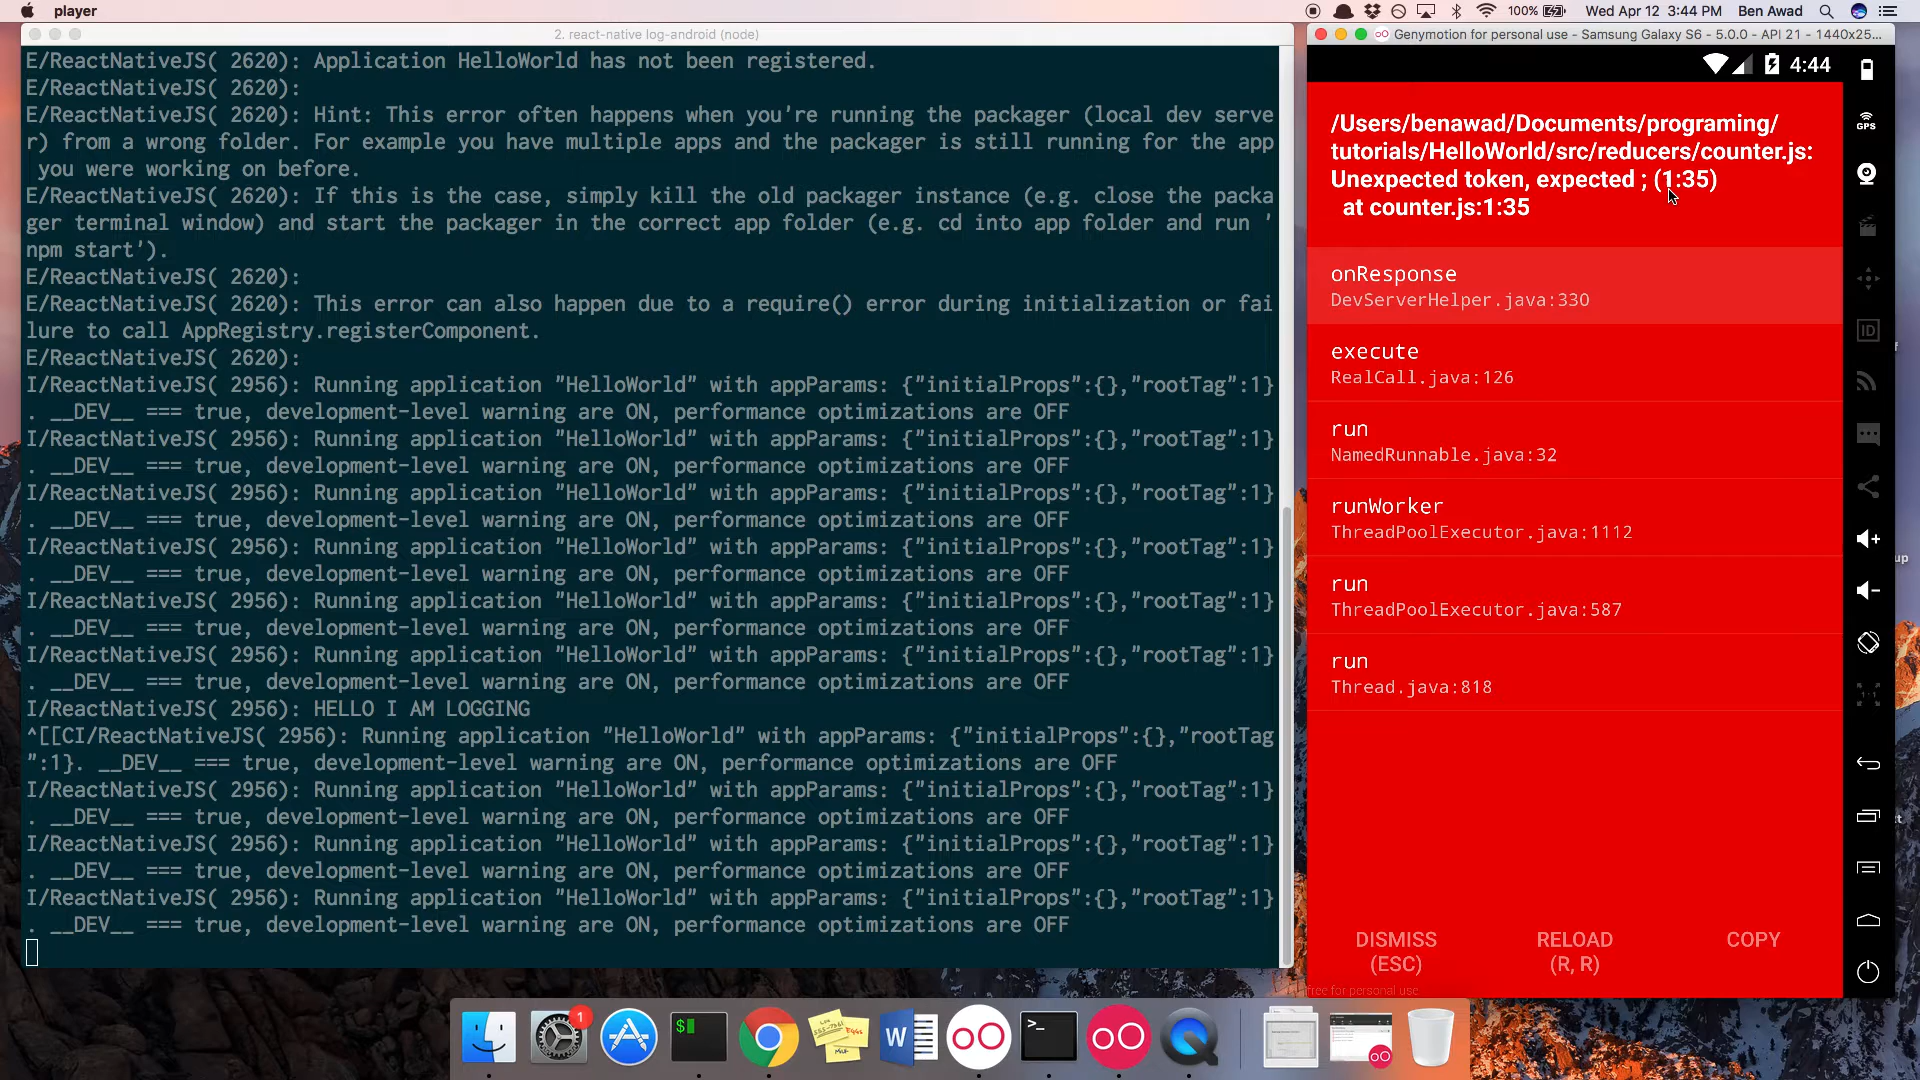 player
100%
Wed Apr 12 3:44 PM
Ben Awad
2. react-native log-android (node)
E/ReactNativeJS( 2620): Application HelloWorld has not been registered.
E/ReactNativeJS( 2620):
E/ReactNativeJS( 2620): Hint: This error often happens when you're running the packager (local dev serve
r) from a wrong folder. For example you have multiple apps and the packager is still running for the app
you were working on before.
E/ReactNativeJS( 2620): If this is the case, simply kill the old packager instance (e.g. close the packa
ger terminal window) and start the packager in the correct app folder (e.g. cd into app folder and run '
npm start').
E/ReactNativeJS( 2620):
E/ReactNativeJS( 2620): This error can also happen due to a require() error during initialization or fai
lure to call AppRegistry.registerComponent.
E/ReactNativeJS( 2620):
I/ReactNativeJS( 2956): Running application "HelloWorld" with appParams: {"initialProps":{},"rootTag":1}
. __DEV__ === true, development-level warning are ON, performance optimizations are OFF
I/ReactNativeJS( 2956): Running application "HelloWorld" with appParams: {"initialProps":{},"rootTag":1}
. __DEV__ === true, development-level warning are ON, performance optimizations are OFF
I/ReactNativeJS( 2956): Running application "HelloWorld" with appParams: {"initialProps":{},"rootTag":1}
. __DEV__ === true, development-level warning are ON, performance optimizations are OFF
I/ReactNativeJS( 2956): Running application "HelloWorld" with appParams: {"initialProps":{},"rootTag":1}
. __DEV__ === true, development-level warning are ON, performance optimizations are OFF
I/ReactNativeJS( 2956): Running application "HelloWorld" with appParams: {"initialProps":{},"rootTag":1}
. __DEV__ === true, development-level warning are ON, performance optimizations are OFF
I/ReactNativeJS( 2956): Running application "HelloWorld" with appParams: {"initialProps":{},"rootTag":1}
. __DEV__ === true, development-level warning are ON, performance optimizations are OFF
I/ReactNativeJS( 2956): HELLO I AM LOGGING
^[[CI/ReactNativeJS( 2956): Running application "HelloWorld" with appParams: {"initialProps":{},"rootTag
":1}. __DEV__ === true, development-level warning are ON, performance optimizations are OFF
I/ReactNativeJS( 2956): Running application "HelloWorld" with appParams: {"initialProps":{},"rootTag":1}
. __DEV__ === true, development-level warning are ON, performance optimizations are OFF
I/ReactNativeJS( 2956): Running application "HelloWorld" with appParams: {"initialProps":{},"rootTag":1}
. __DEV__ === true, development-level warning are ON, performance optimizations are OFF
I/ReactNativeJS( 2956): Running application "HelloWorld" with appParams: {"initialProps":{},"rootTag":1}
. __DEV__ === true, development-level warning are ON, performance optimizations are OFF
Genymotion for personal use - Samsung Galaxy S6 - 5.0.0 - API 21 - 1440x25...
4:44
/Users/benawad/Documents/programing/
tutorials/HelloWorld/src/reducers/counter.js:
Unexpected token, expected ; (1:35)
at counter.js:1:35
onResponse
DevServerHelper.java:330
execute
RealCall.java:126
run
NamedRunnable.java:32
runWorker
ThreadPoolExecutor.java:1112
run
ThreadPoolExecutor.java:587
run
Thread.java:818
DISMISS
(ESC)
RELOAD
(R, R)
COPY
free for personal use
GPS
ID
1:1
up
1